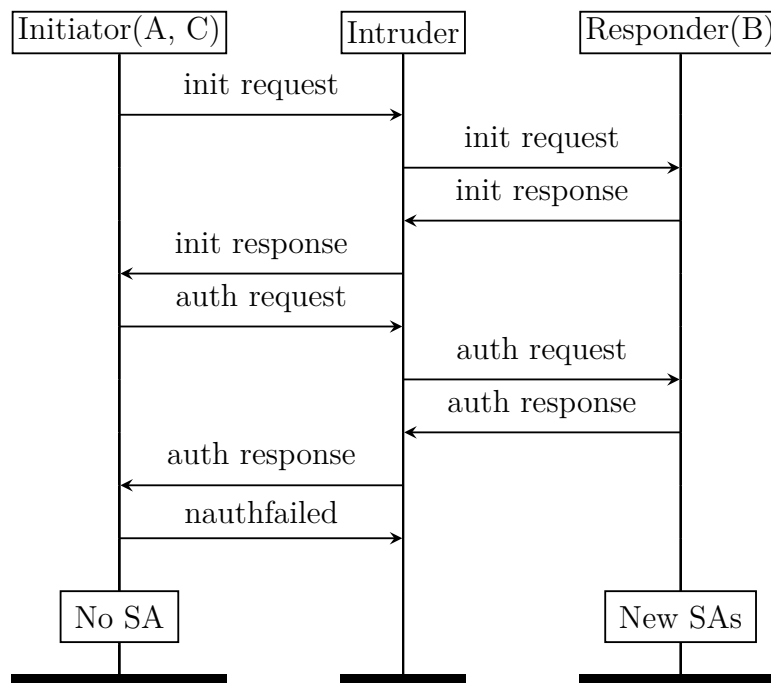 Initiator(A, C)
Intruder
Responder(B)
init request
init request
init response
init response
auth request
auth request
auth response
auth response
nauthfailed
No SA
New SAs